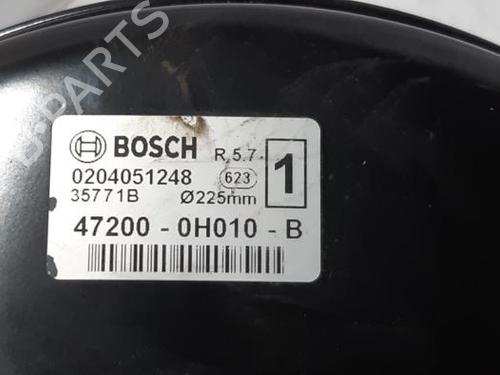 B-PARTS
BOSCH R.5.7 1
0204051248 623
35771B Ø225mm
47200 - 0H010 - B